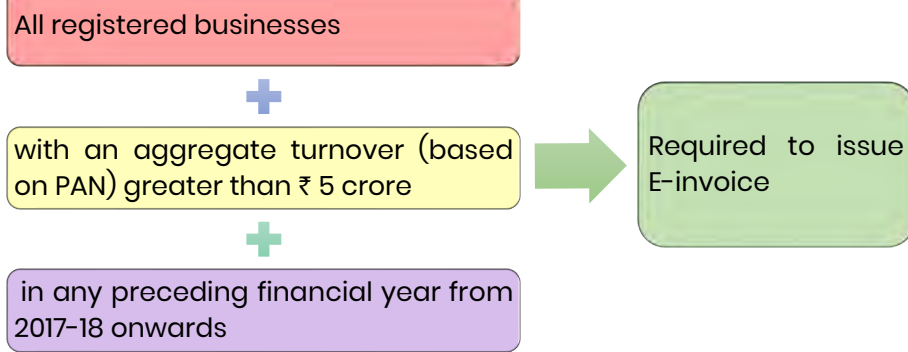 All registered businesses
with an aggregate turnover (based
on PAN) greater than ₹ 5 crore
in any preceding financial year from
2017-18 onwards
Required to issue
E-invoice